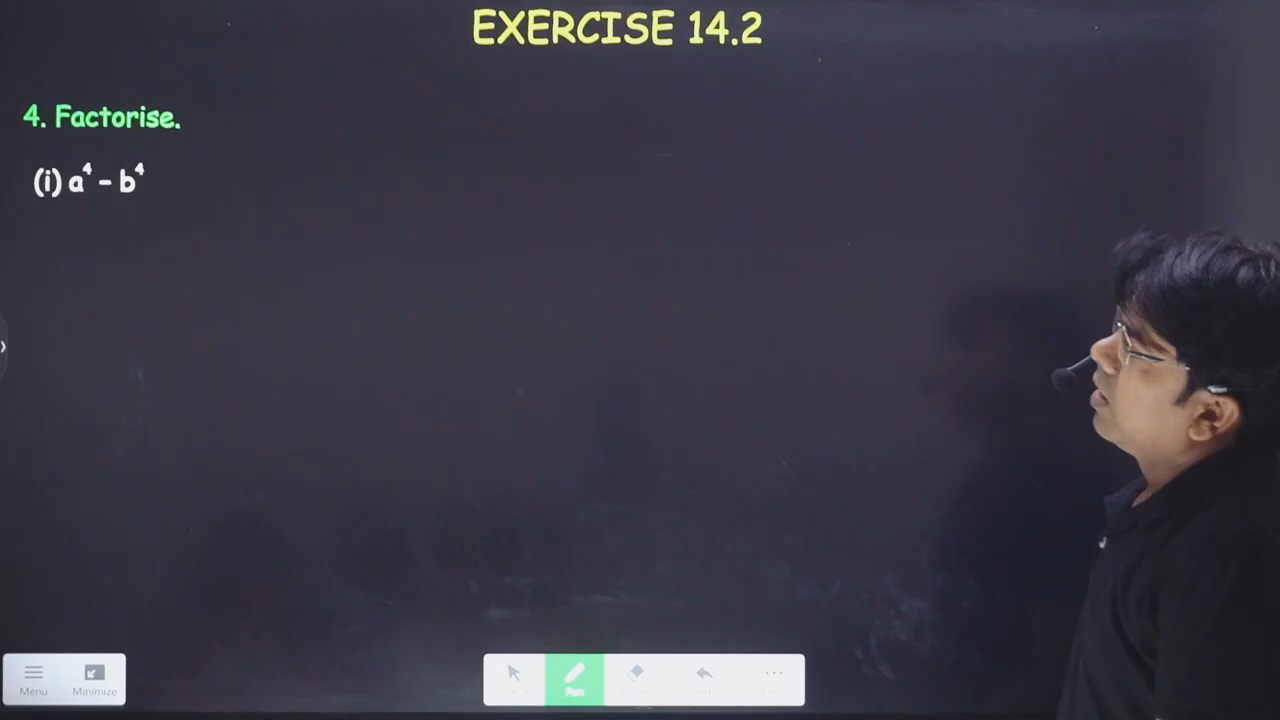 EXERCISE 14.2
4. Factorise.
(i) a⁴ - b⁴
Menu
Minimize
Pen